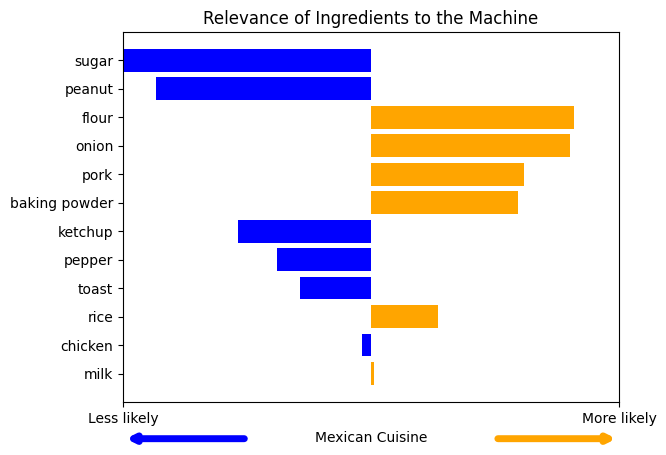 Relevance of Ingredients to the Machine
sugar
peanut
flour
onion
pork
baking powder
ketchup
pepper
toast
rice
chicken
milk
Less likely
More likely
Mexican Cuisine